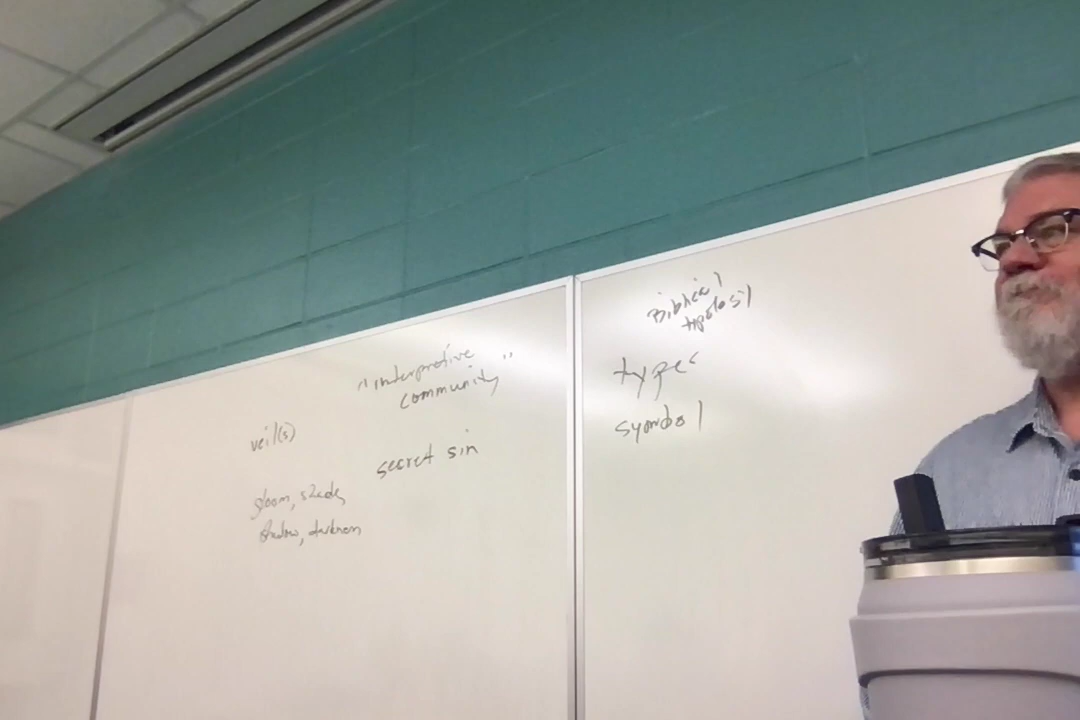 "interpretive
community"
veil(s)
secret sin
gloom, shade,
shadow, darkness
Biblical
typology
types
symbol